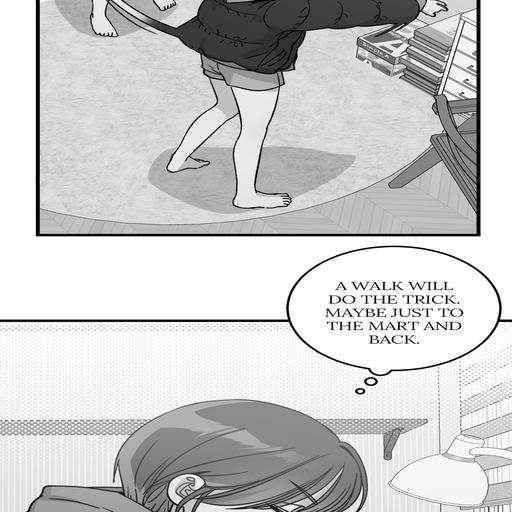 A WALK WILL
DO THE TRICK.
MAYBE JUST TO
THE MART AND
BACK.